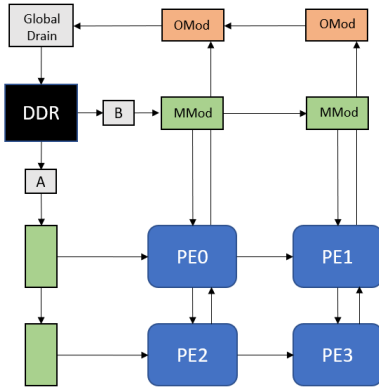 Global
Drain
OMod
OMod
DDR
B
MMod
MMod
A
PE0
PE1
PE2
PE3